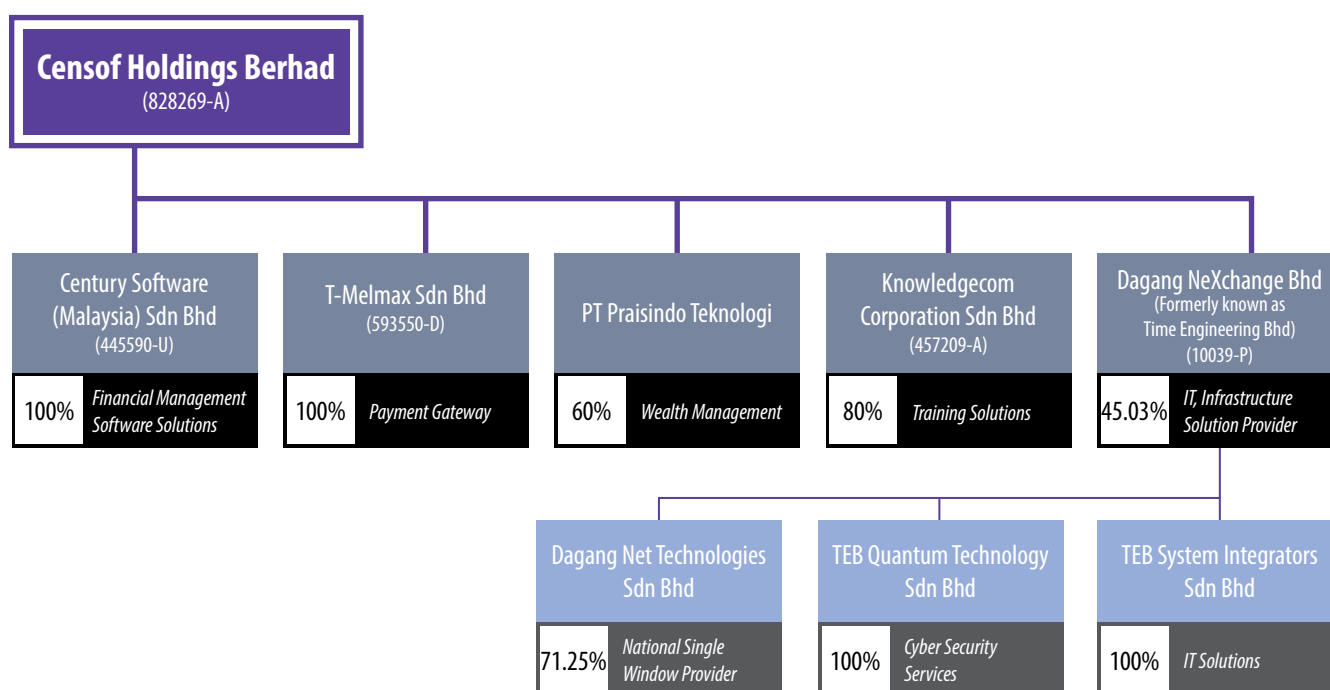 Censof Holdings Berhad
(828269-A)
Century Software
(Malaysia) Sdn Bhd
(445590-U)
100%
Financial Management
Software Solutions
T-Melmax Sdn Bhd
(593550-D)
100%
Payment Gateway
PT Praisindo Teknologi
60%
Wealth Management
Knowledgecom
Corporation Sdn Bhd
(457209-A)
80%
Training Solutions
Dagang NeXchange Bhd
(Formerly known as
Time Engineering Bhd)
(10039-P)
45.03%
IT, Infrastructure
Solution Provider
Dagang Net Technologies
Sdn Bhd
71.25%
National Single
Window Provider
TEB Quantum Technology
Sdn Bhd
100%
Cyber Security
Services
TEB System Integrators
Sdn Bhd
100%
IT Solutions